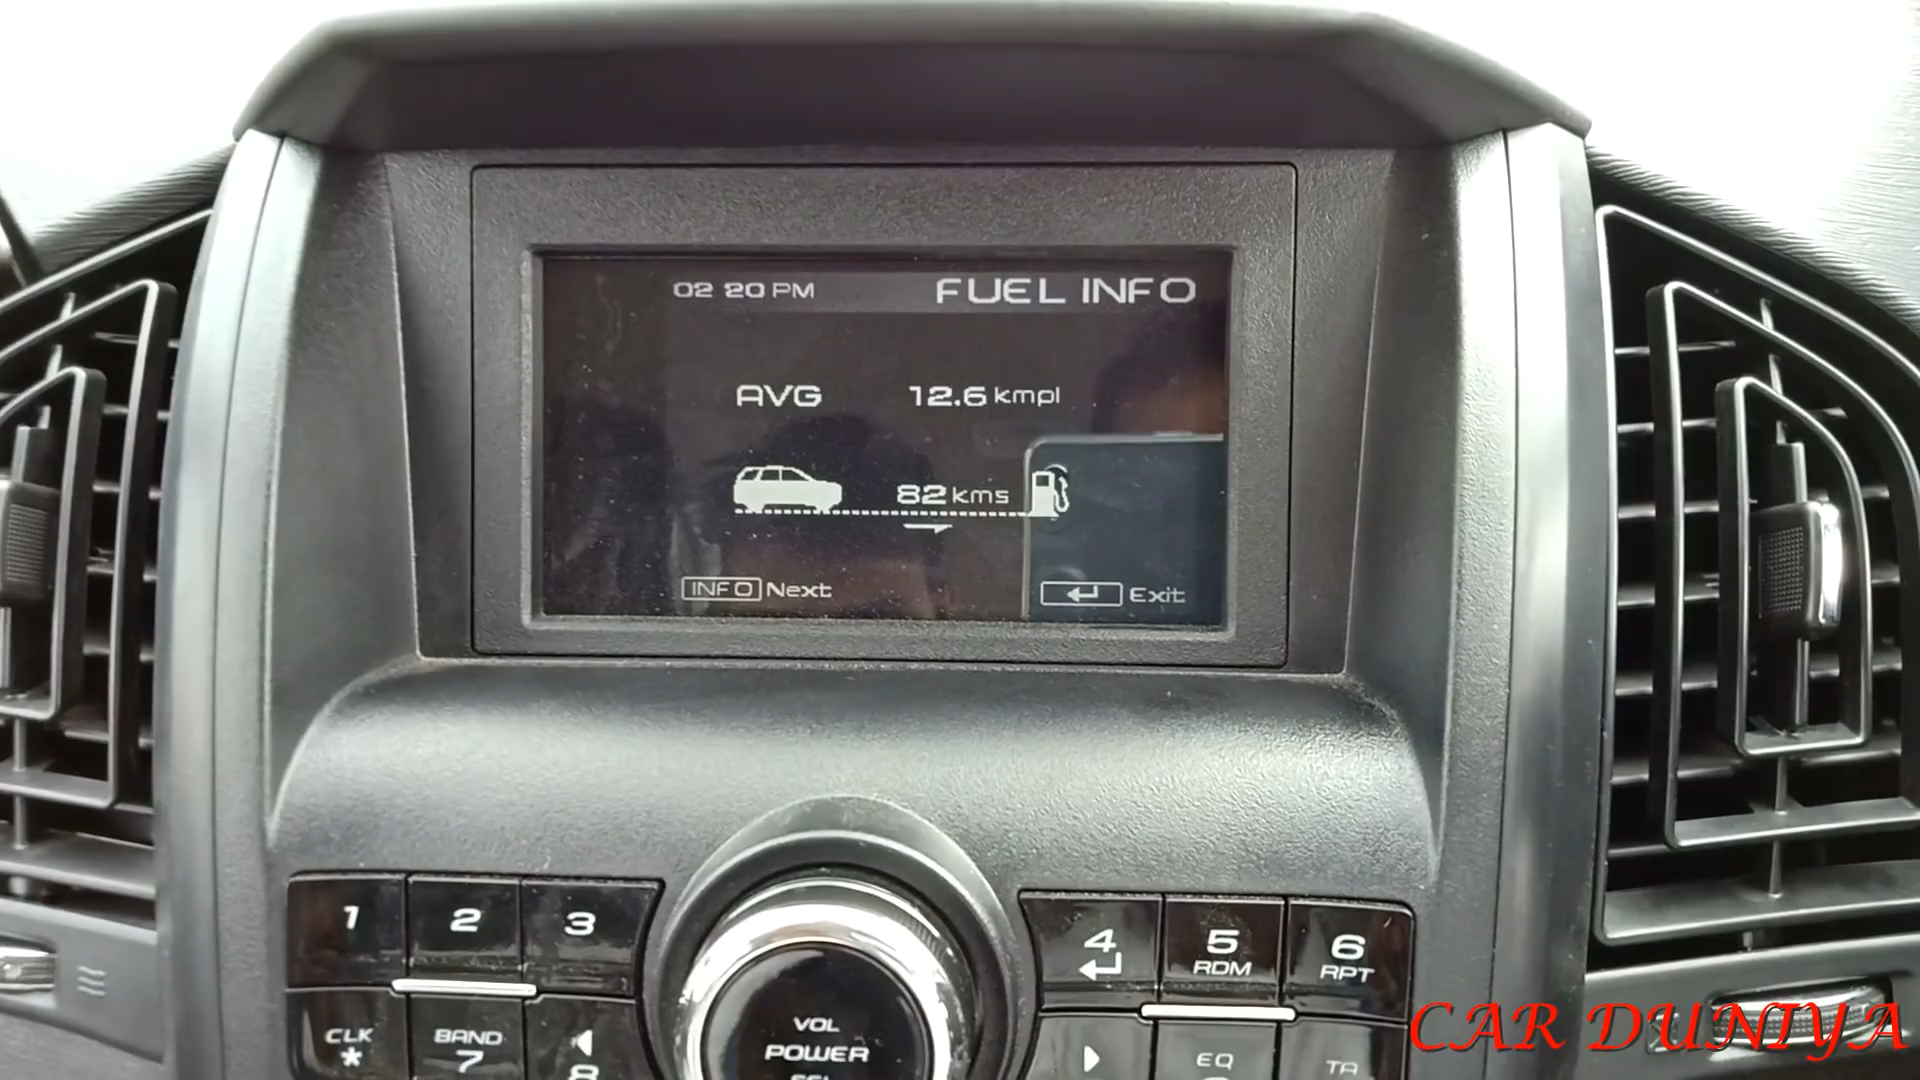 02 20 PM FUEL INFO
AVG 12.6 kmpl
82 kms
INFO Next Exit
1 2 3
4 5 6
RDM RPT
VOL
CLK BAND
POWER
* 7 8
EQ TA
CAR DUNIYA